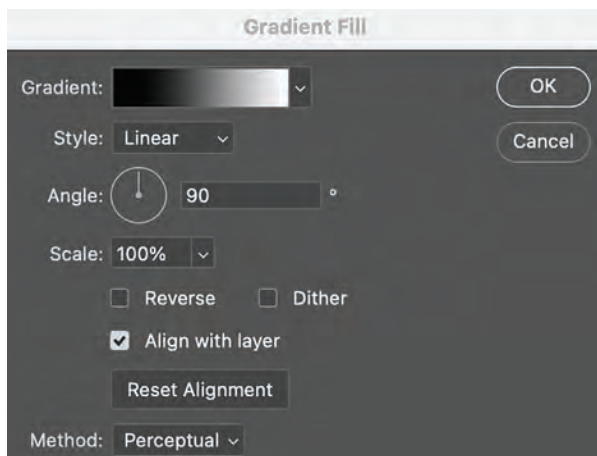 Gradient Fill
Gradient:
OK
Style: Linear
Cancel
Angle: 90 °
Scale: 100%
Reverse Dither
Align with layer
Reset Alignment
Method: Perceptual